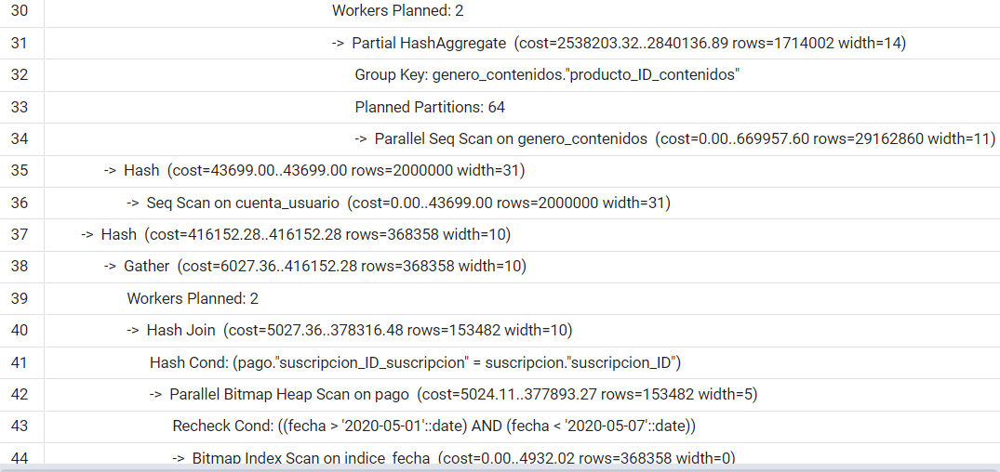 30 Workers Planned: 2
31 -> Partial HashAggregate (cost=2538203.32..2840136.89 rows=1714002 width=14)
32 Group Key: genero_contenidos."producto_ID_contenidos"
33 Planned Partitions: 64
34 -> Parallel Seq Scan on genero_contenidos (cost=0.00..669957.60 rows=29162860 width=11)
35 -> Hash (cost=43699.00..43699.00 rows=2000000 width=31)
36 -> Seq Scan on cuenta_usuario (cost=0.00..43699.00 rows=2000000 width=31)
37 -> Hash (cost=416152.28..416152.28 rows=368358 width=10)
38 -> Gather (cost=6027.36..416152.28 rows=368358 width=10)
39 Workers Planned: 2
40 -> Hash Join (cost=5027.36..378316.48 rows=153482 width=10)
41 Hash Cond: (pago."suscripcion_ID_suscripcion" = suscripcion."suscripcion_ID")
42 -> Parallel Bitmap Heap Scan on pago (cost=5024.11..377893.27 rows=153482 width=5)
43 Recheck Cond: ((fecha > '2020-05-01'::date) AND (fecha < '2020-05-07'::date))
44 -> Bitmap Index Scan on indice_fecha (cost=0.00..4932.02 rows=368358 width=0)